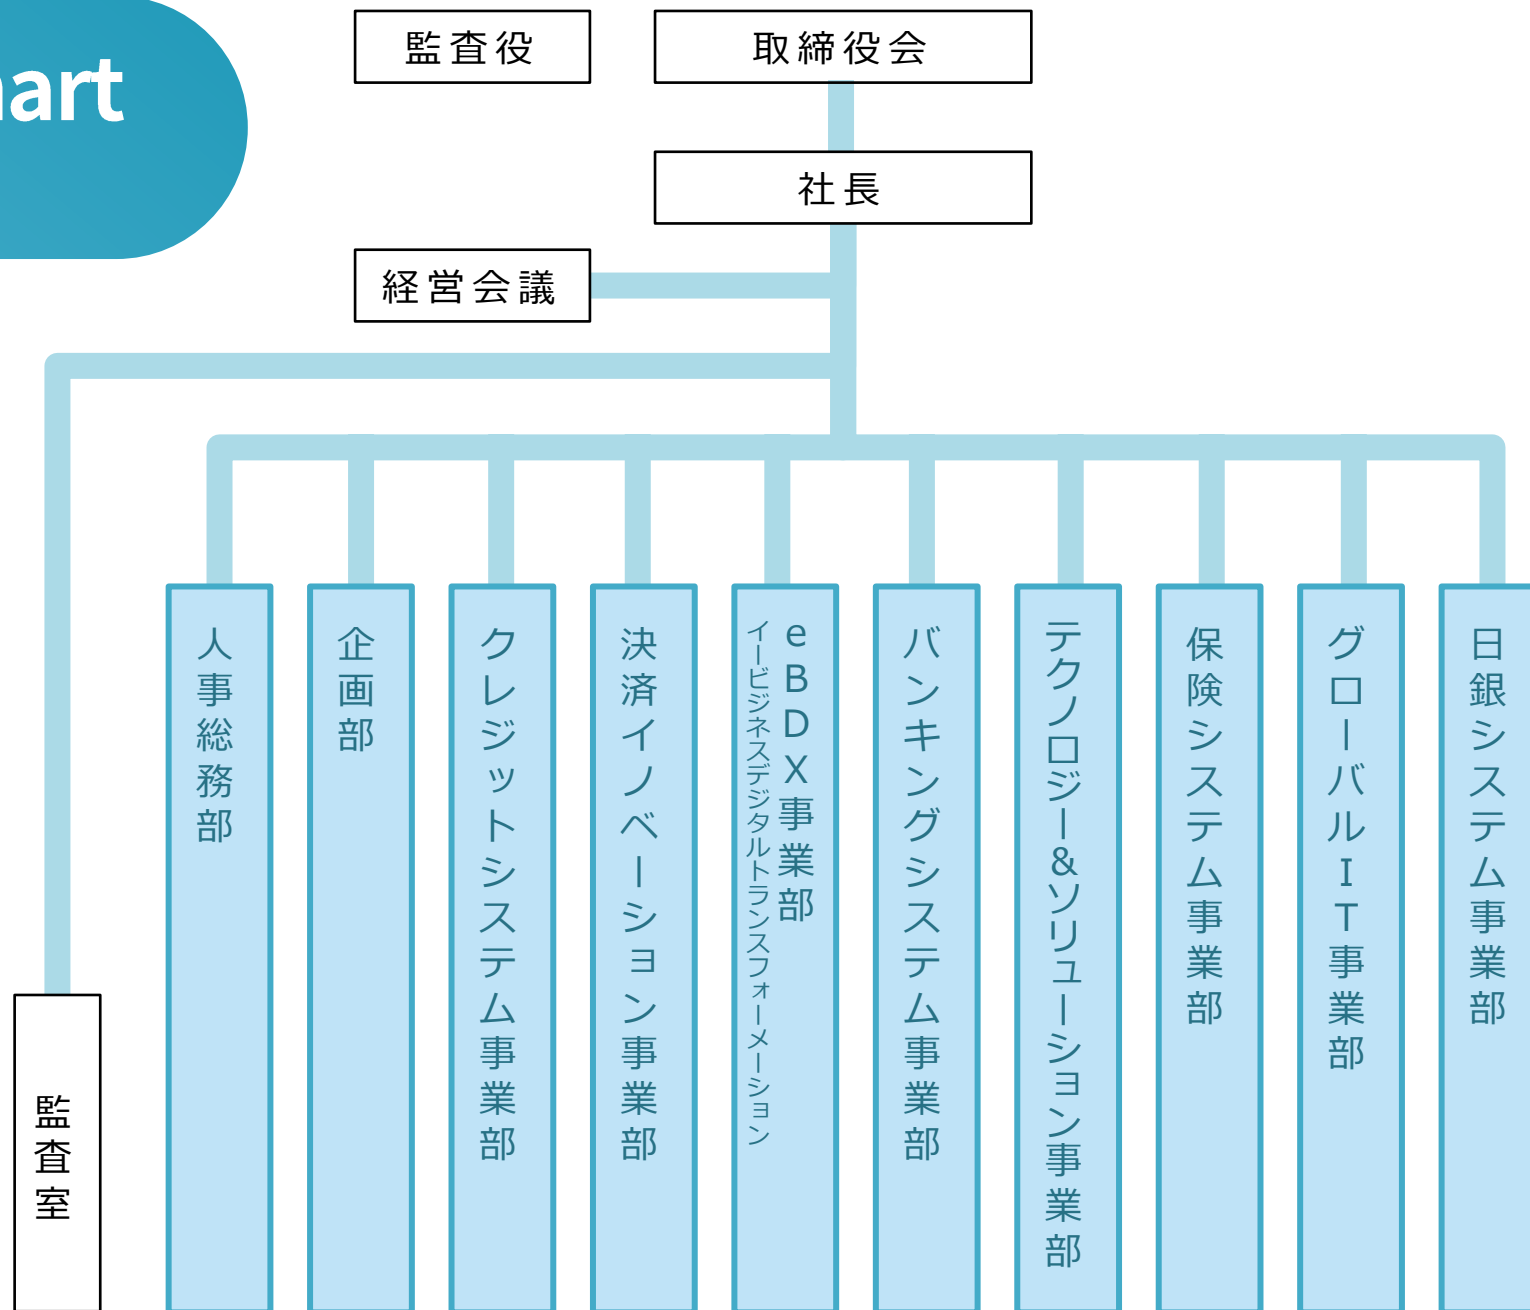 art
監査役
取締役会
社長
経営会議
監査室
人事総務部
企画部
クレジットシステム事業部
決済イノベーション事業部
eBDX事業部
イービジネスデジタルトランスフォーメーション
バンキングシステム事業部
テクノロジー&ソリューション事業部
保険システム事業部
グローバルIT事業部
日銀システム事業部